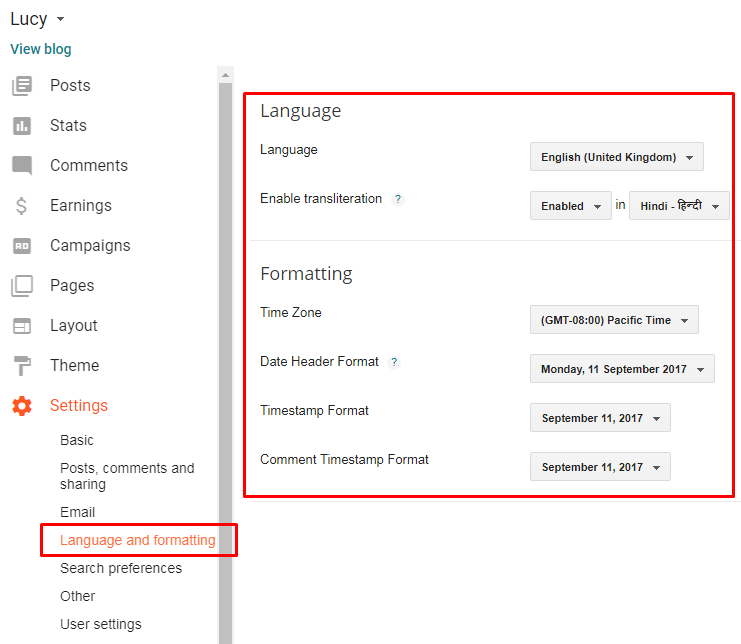 Lucy
View blog
Posts
Stats
Comments
Earnings
Campaigns
Pages
Layout
Theme
Settings
Basic
Posts, comments and
sharing
Email
Language and formatting
Search preferences
Other
User settings
Language
Language English (United Kingdom)
Enable transliteration ? Enabled in Hindi - हिन्दी
Formatting
Time Zone (GMT-08:00) Pacific Time
Date Header Format ? Monday, 11 September 2017
Timestamp Format September 11, 2017
Comment Timestamp Format September 11, 2017